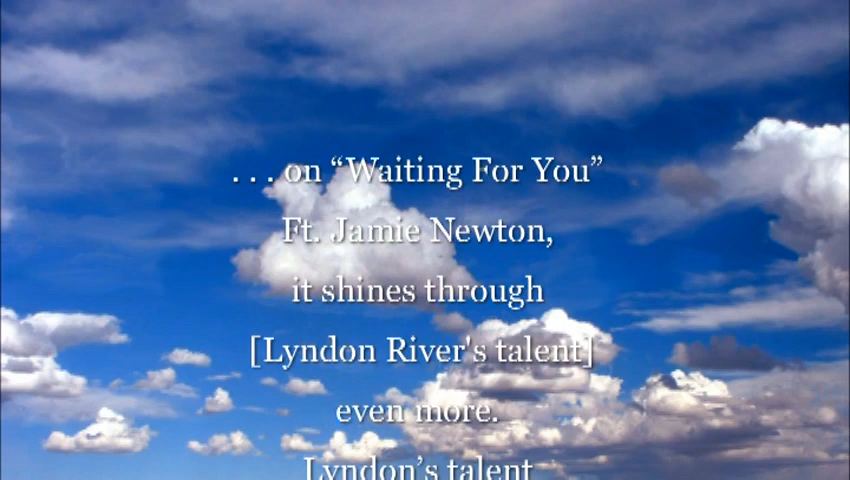 . . . on “Waiting For You”
Ft. Jamie Newton,
it shines through
[Lyndon River's talent]
even more.
Lyndon’s talent